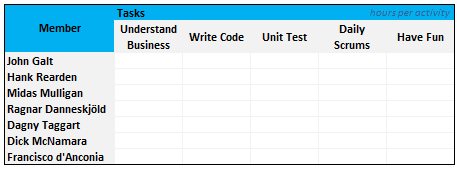 Tasks hours per activity
Member Understand Business Write Code Unit Test Daily Scrums Have Fun
John Galt
Hank Rearden
Midas Mulligan
Ragnar Danneskjöld
Dagny Taggart
Dick McNamara
Francisco d'Anconia